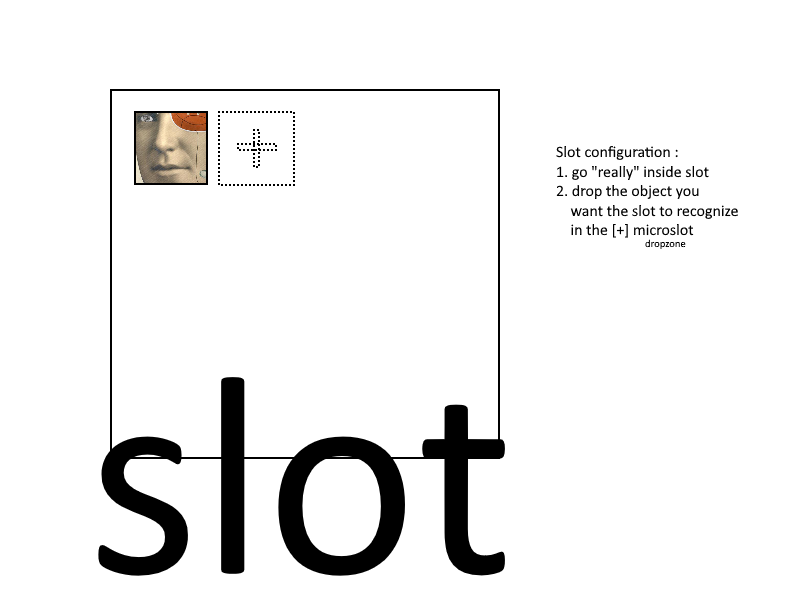 Slot configuration :
1. go "really" inside slot
2. drop the object you
want the slot to recognize
in the [+] microslot
dropzone
slot